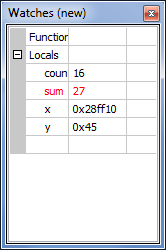 Watches (new)
Function
Locals
coun 16
sum 27
x 0x28ff10
y 0x45